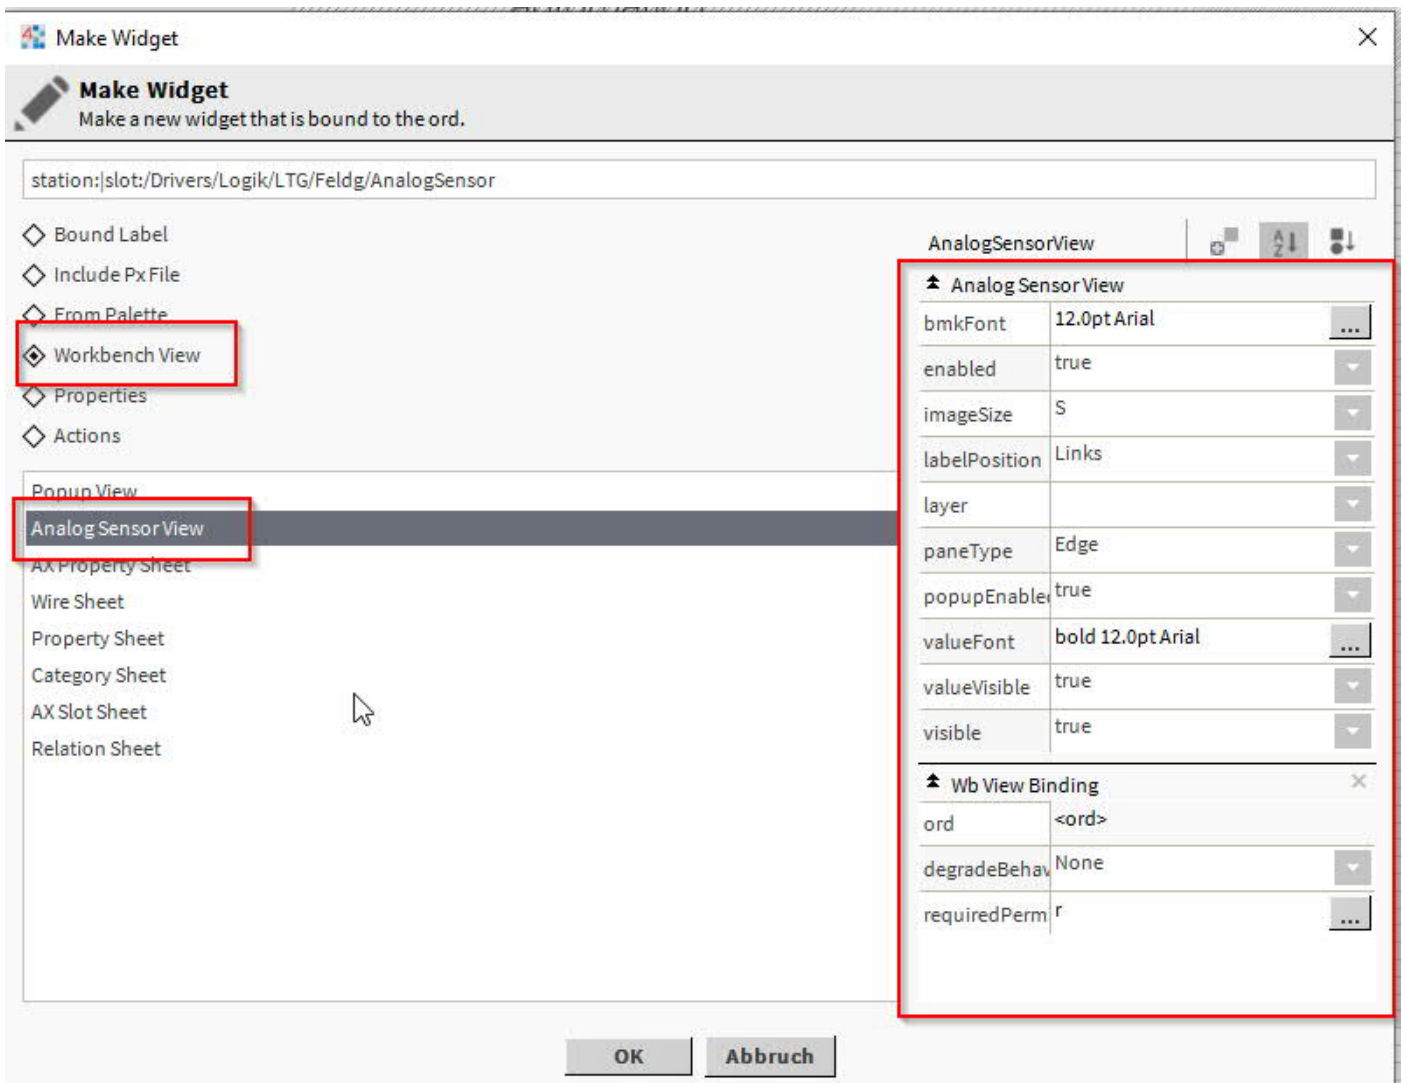 Make Widget
Make Widget
Make a new widget that is bound to the ord.
station:|slot:/Drivers/Logik/LTG/Feldg/AnalogSensor
Bound Label
Include Px File
From Palette
Workbench View
Properties
Actions
Popup View
Analog Sensor View
AX Property Sheet
Wire Sheet
Property Sheet
Category Sheet
AX Slot Sheet
Relation Sheet
AnalogSensorView
Analog Sensor View
bmkFont 12.0pt Arial ...
enabled true
imageSize S
labelPosition Links
layer
paneType Edge
popupEnable true
valueFont bold 12.0pt Arial ...
valueVisible true
visible true
Wb View Binding
ord <ord>
degradeBehav None
requiredPerm r ...
OK Abbruch